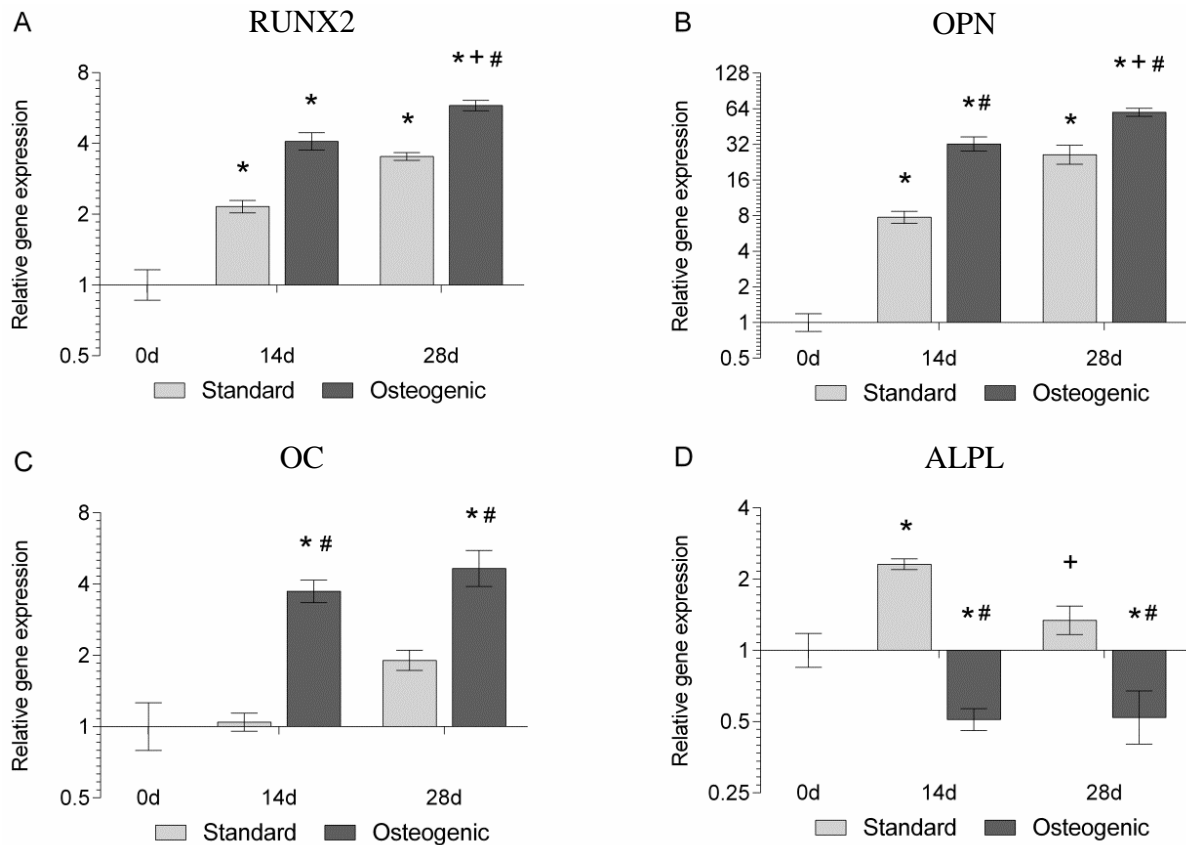 A
RUNX2
Relative gene expression
8
4
2
1
0.5
*
*
*
* + #
0d
14d
28d
Standard
Osteogenic
B
OPN
Relative gene expression
128
64
32
16
8
4
2
1
0.5
*
*#
*
* + #
0d
14d
28d
Standard
Osteogenic
C
OC
Relative gene expression
8
4
2
1
0.5
* #
* #
0d
14d
28d
Standard
Osteogenic
D
ALPL
Relative gene expression
4
2
1
0.5
0.25
*
*#
+
*#
0d
14d
28d
Standard
Osteogenic